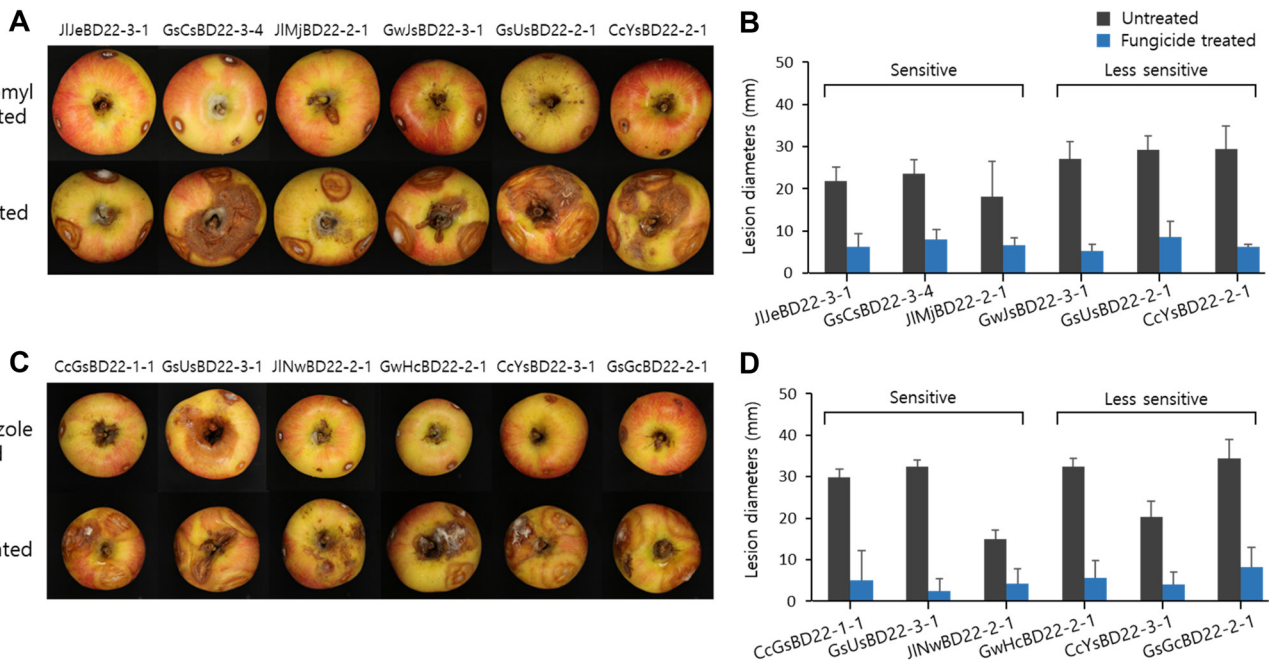 A
JlJeBD22-3-1 GsCsBD22-3-4 JlMjBD22-2-1 GwJsBD22-3-1 GsUsBD22-2-1 CcYsBD22-2-1
myl
ted
ted
B
Untreated
Fungicide treated
Sensitive Less sensitive
Lesion diameters (mm)
50
40
30
20
10
0
JlJeBD22-3-1 GsCsBD22-3-4 JlMjBD22-2-1 GwJsBD22-3-1 GsUsBD22-2-1 CcYsBD22-2-1
C
CcGsBD22-1-1 GsUsBD22-3-1 JlNwBD22-2-1 GwHcBD22-2-1 CcYsBD22-3-1 GsGcBD22-2-1
zole
d
ated
D
Sensitive Less sensitive
Lesion diameters (mm)
50
40
30
20
10
0
CcGsBD22-1-1 GsUsBD22-3-1 JlNwBD22-2-1 GwHcBD22-2-1 CcYsBD22-3-1 GsGcBD22-2-1